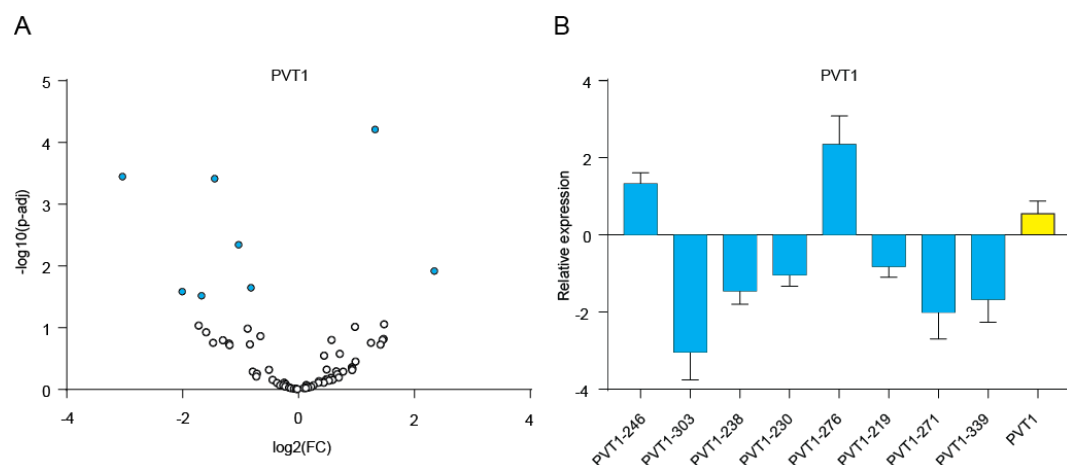 A
PVT1
-log10(p-adj)
5
4
3
2
1
0
-4
-2
0
2
4
log2(FC)
B
PVT1
Relative expression
4
2
0
-2
-4
PVT1-246
PVT1-303
PVT1-238
PVT1-230
PVT1-276
PVT1-219
PVT1-271
PVT1-339
PVT1